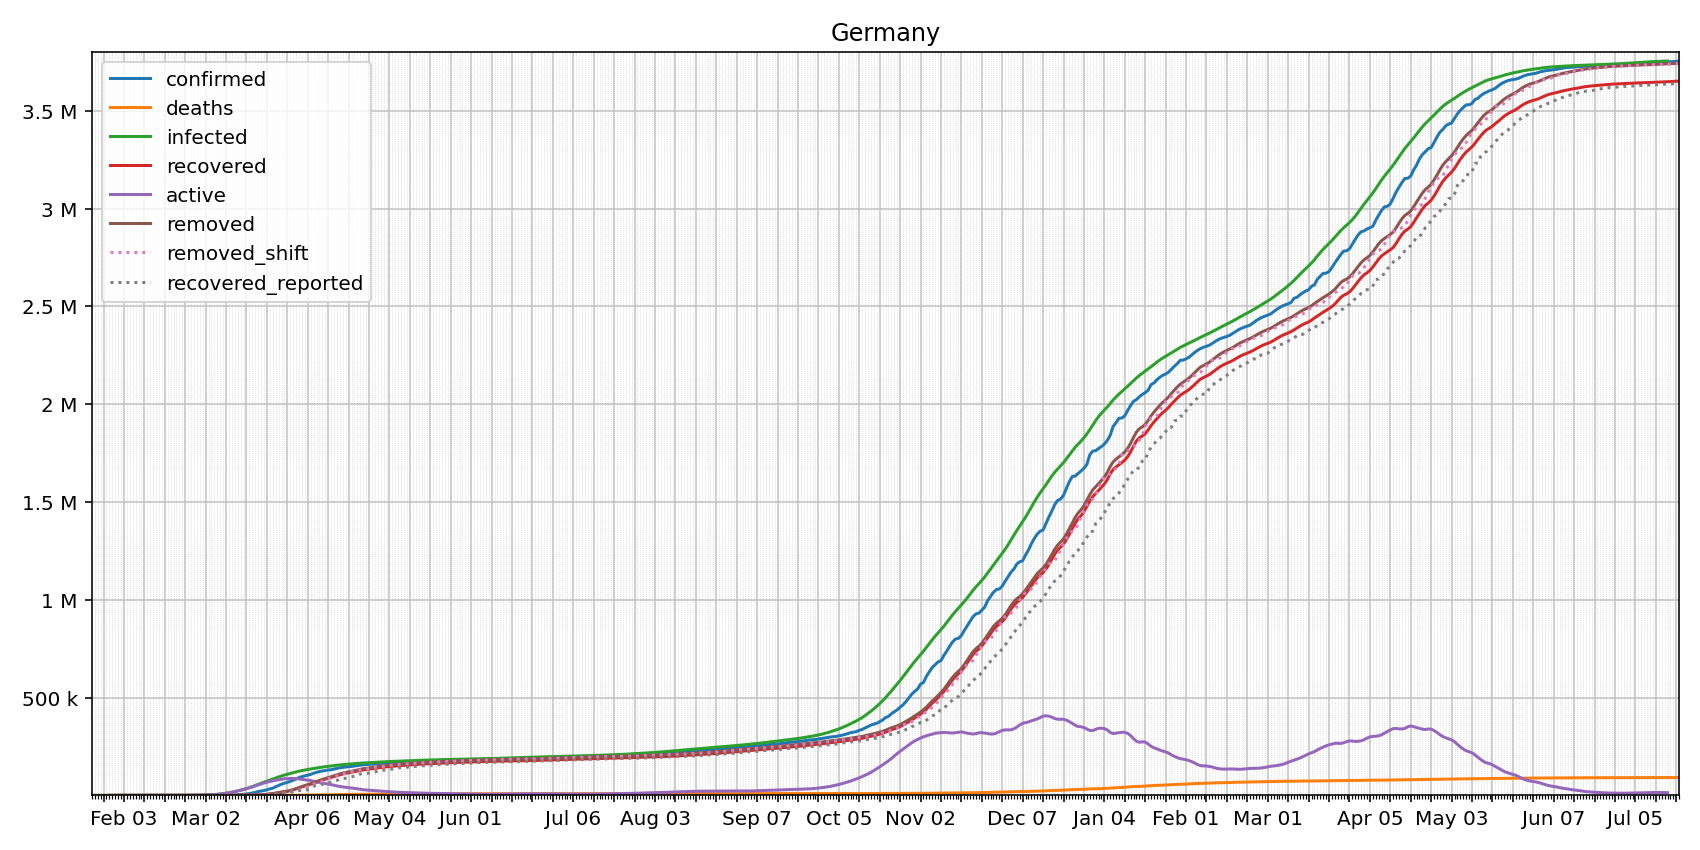 Germany
confirmed
deaths
infected
recovered
active
removed
removed_shift
recovered_reported
3.5 M
3 M
2.5 M
2 M
1.5 M
1 M
500 k
Feb 03 Mar 02 Apr 06 May 04 Jun 01 Jul 06 Aug 03 Sep 07 Oct 05 Nov 02 Dec 07 Jan 04 Feb 01 Mar 01 Apr 05 May 03 Jun 07 Jul 05